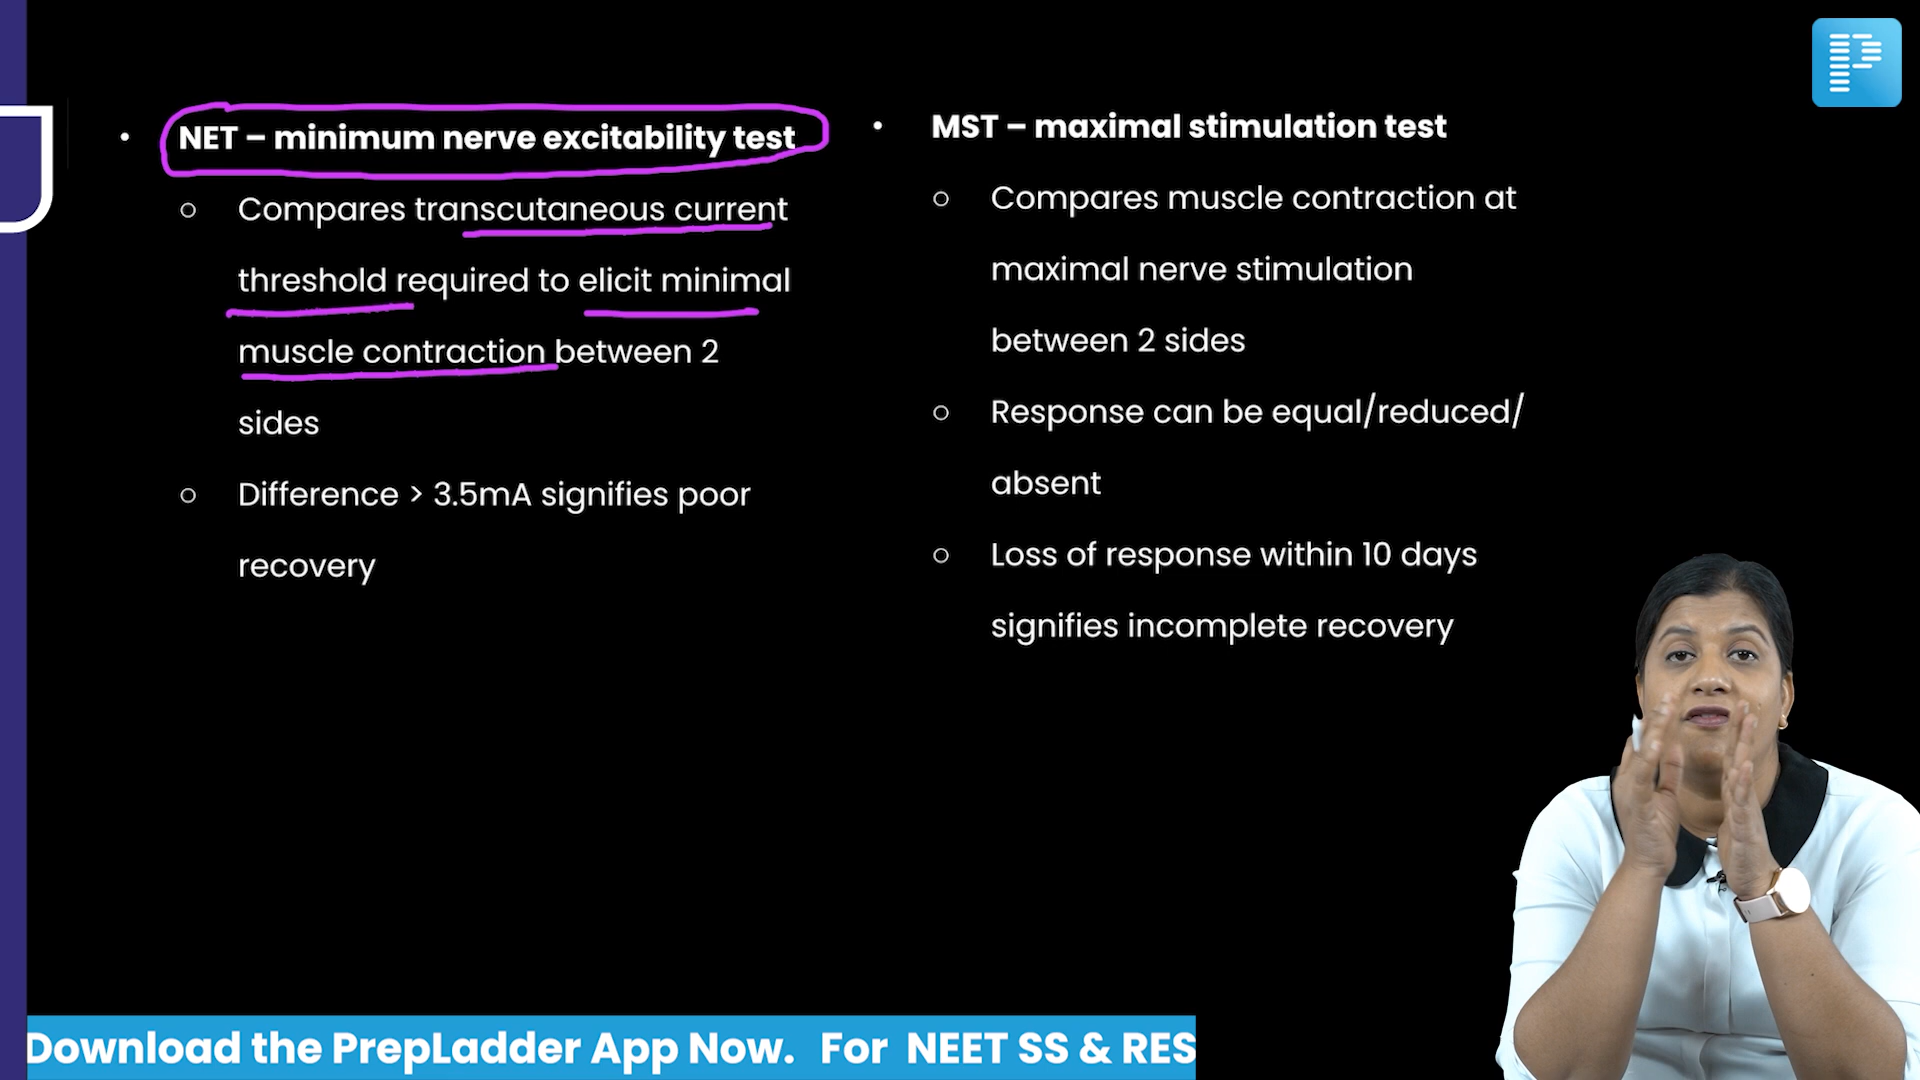 NET – minimum nerve excitability test
Compares transcutaneous current
threshold required to elicit minimal
muscle contraction between 2
sides
Difference > 3.5mA signifies poor
recovery
MST – maximal stimulation test
Compares muscle contraction at
maximal nerve stimulation
between 2 sides
Response can be equal/reduced/
absent
Loss of response within 10 days
signifies incomplete recovery
Download the PrepLadder App Now. For NEET SS & RES